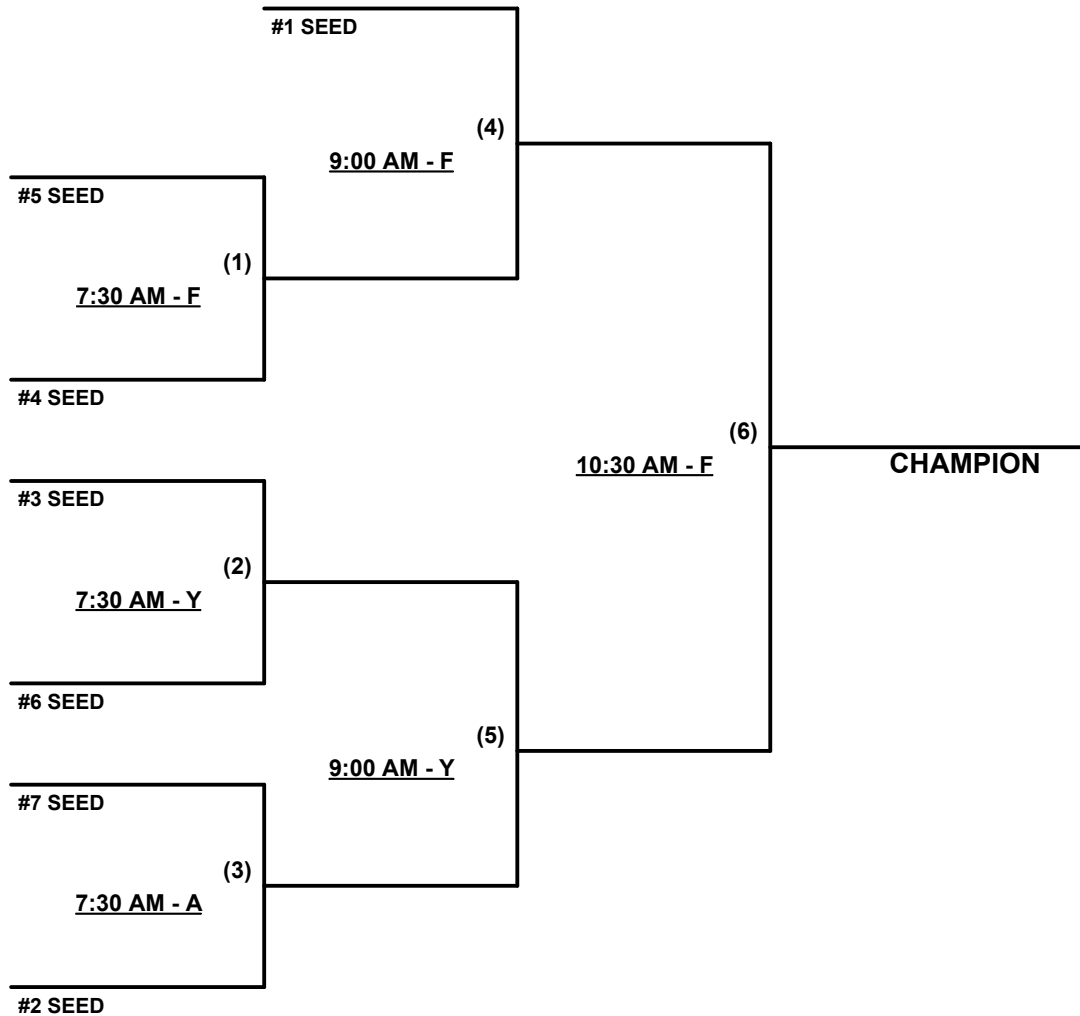 #1 SEED
(4)
9:00 AM - F
#5 SEED
(1)
7:30 AM - F
#4 SEED
(6)
10:30 AM - F
CHAMPION
#3 SEED
(2)
7:30 AM - Y
#6 SEED
(5)
9:00 AM - Y
#7 SEED
(3)
7:30 AM - A
#2 SEED